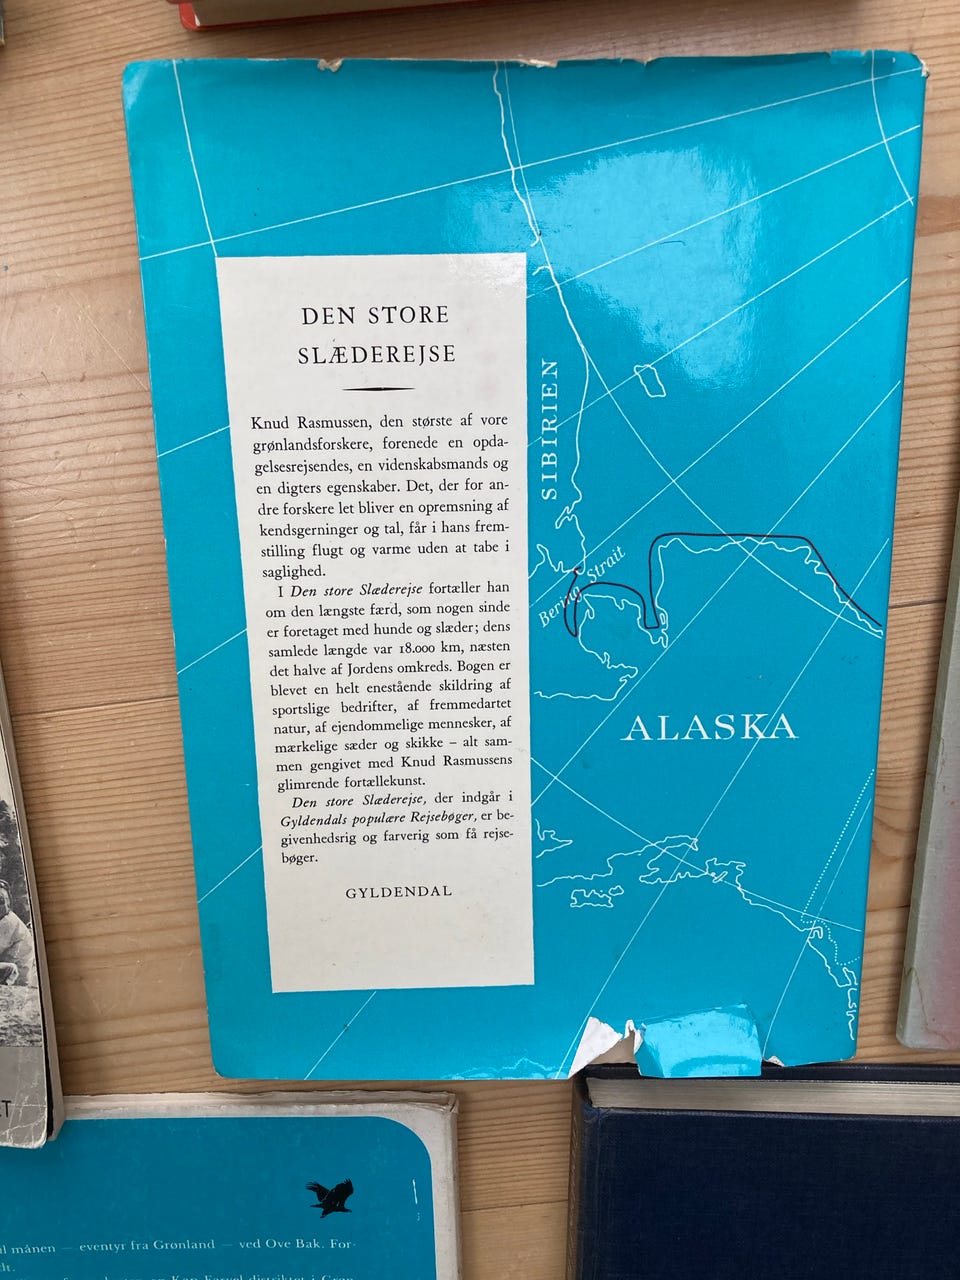 DEN STORE
SLÆDEREJSE
Knud Rasmussen, den største af vore
grønlandsforskere, forenede en opda-
gelsesrejsendes, en videnskabsmands og
en digters egenskaber. Det, der for an-
dre forskere let bliver en opremsning af
kendsgerninger og tal, får i hans frem-
stilling flugt og varme uden at tabe i
saglighed.
I Den store Slæderejse fortæller han
om den længste færd, som nogen sinde
er foretaget med hunde og slæder; dens
samlede længde var 18.000 km, næsten
det halve af Jordens omkreds. Bogen er
blevet en helt enestående skildring af
sportslige bedrifter, af fremmedartet
natur, af ejendommelige mennesker, af
mærkelige sæder og skikke – alt sam-
men gengivet med Knud Rasmussens
glimrende fortællekunst.
Den store Slæderejse, der indgår i
Gyldendals populære Rejsebøger, er be-
givenhedsrig og farverig som få rejse-
bøger.
GYLDENDAL
SIBIRIEN
Bering Strait
ALASKA
månen — eventyr fra Grønland — ved Ove Bak. For-